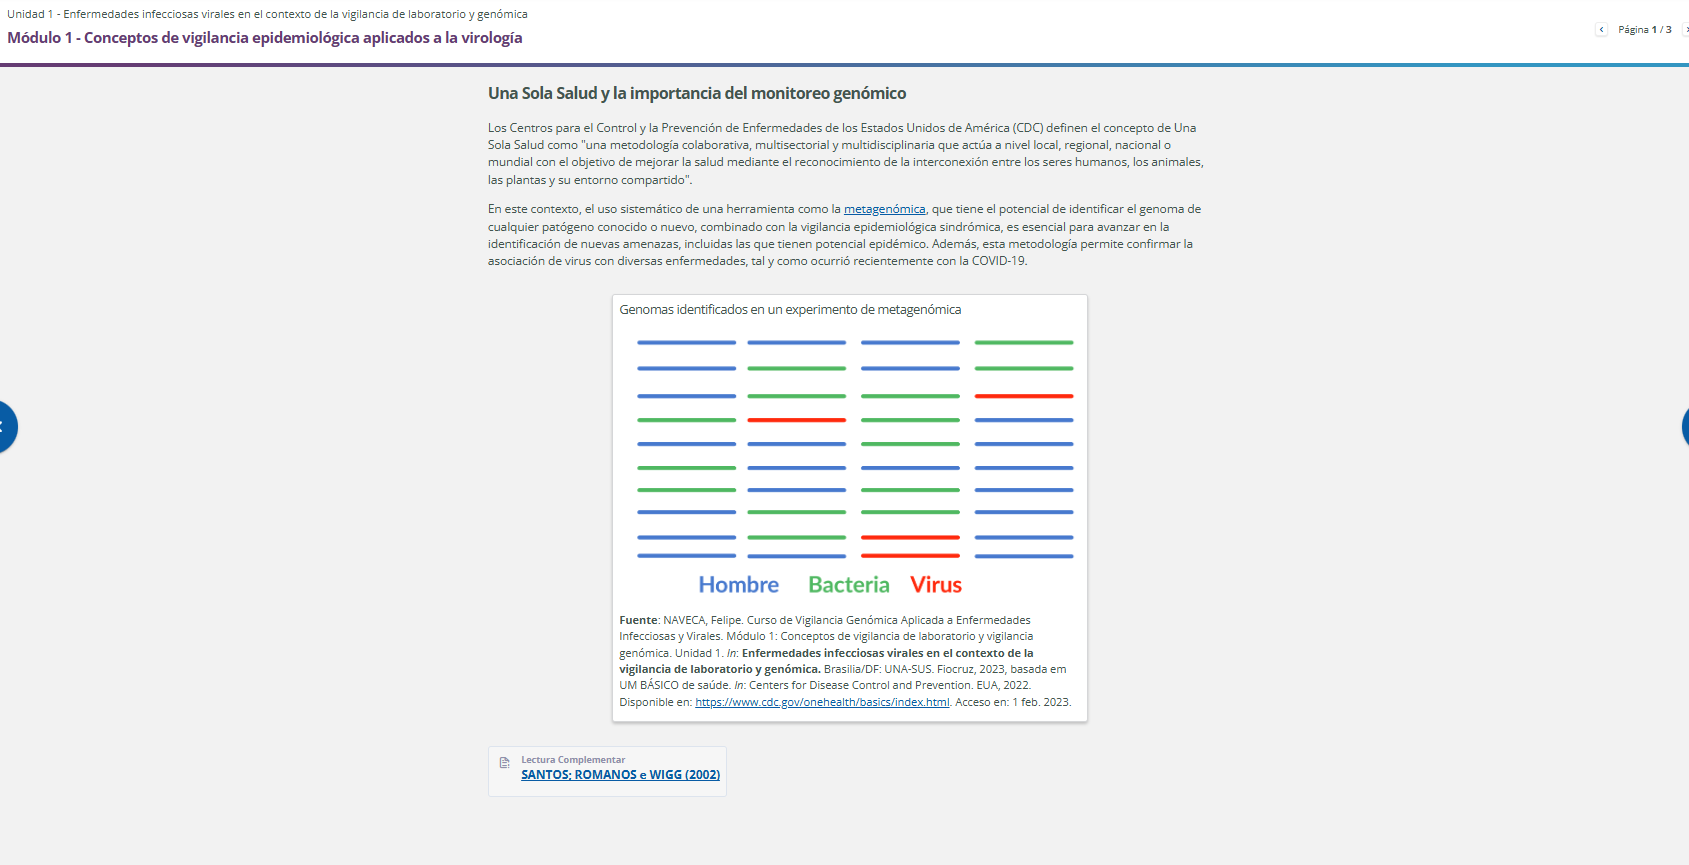 Unidad 1 - Enfermedades infecciosas virales en el contexto de la vigilancia de laboratorio y genómica
Módulo 1 - Conceptos de vigilancia epidemiológica aplicados a la virología
Página 1 / 3
Una Sola Salud y la importancia del monitoreo genómico
Los Centros para el Control y la Prevención de Enfermedades de los Estados Unidos de América (CDC) definen el concepto de Una
Sola Salud como "una metodología colaborativa, multisectorial y multidisciplinaria que actúa a nivel local, regional, nacional o
mundial con el objetivo de mejorar la salud mediante el reconocimiento de la interconexión entre los seres humanos, los animales,
las plantas y su entorno compartido".
En este contexto, el uso sistemático de una herramienta como la metagenómica, que tiene el potencial de identificar el genoma de
cualquier patógeno conocido o nuevo, combinado con la vigilancia epidemiológica sindrómica, es esencial para avanzar en la
identificación de nuevas amenazas, incluidas las que tienen potencial epidémico. Además, esta metodología permite confirmar la
asociación de virus con diversas enfermedades, tal y como ocurrió recientemente con la COVID-19.
Genomas identificados en un experimento de metagenómica
Hombre Bacteria Virus
Fuente: NAVECA, Felipe. Curso de Vigilancia Genómica Aplicada a Enfermedades
Infecciosas y Virales. Módulo 1: Conceptos de vigilancia de laboratorio y vigilancia
genómica. Unidad 1. In: Enfermedades infecciosas virales en el contexto de la
vigilancia de laboratorio y genómica. Brasilia/DF: UNA-SUS. Fiocruz, 2023, basada em
UM BÁSICO de saúde. In: Centers for Disease Control and Prevention. EUA, 2022.
Disponible en: https://www.cdc.gov/onehealth/basics/index.html. Acceso en: 1 feb. 2023.
Lectura Complementar
SANTOS; ROMANOS e WIGG (2002)